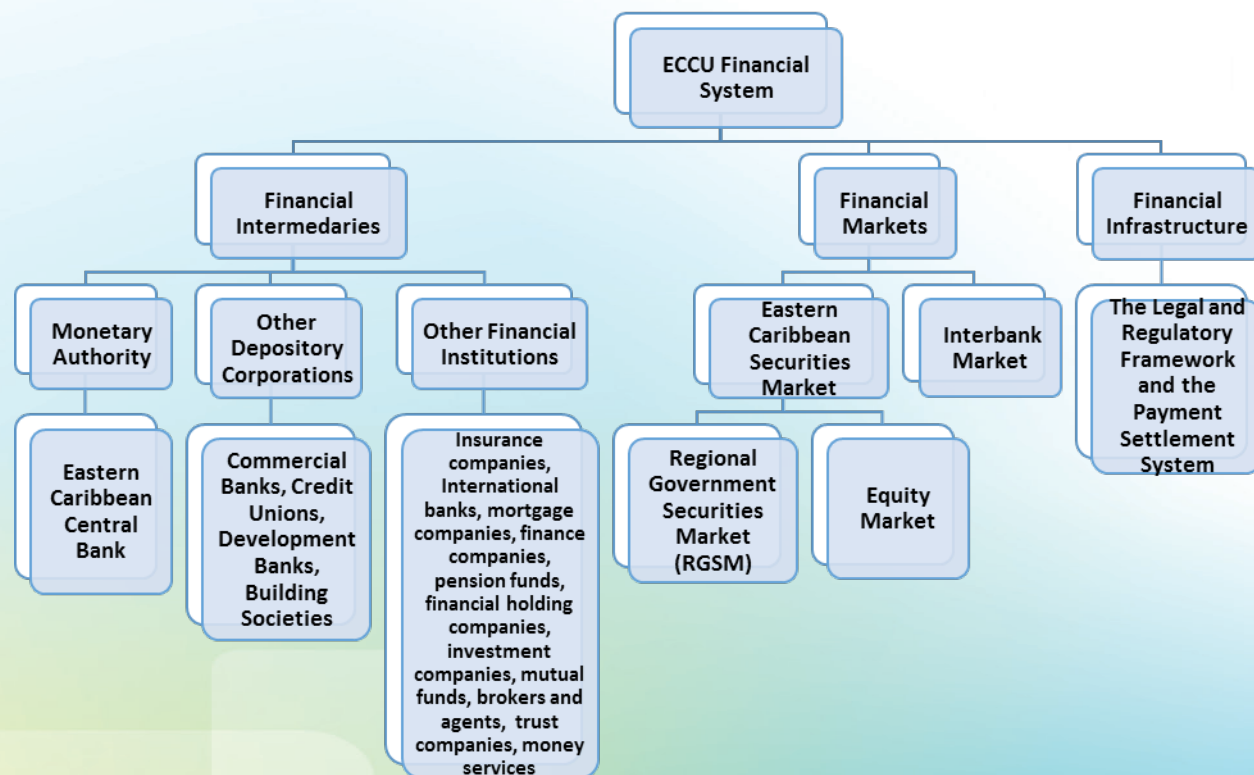 ECCU Financial
System
Financial
Intermedaries
Financial
Markets
Financial
Infrastructure
Monetary
Authority
Other
Depository
Corporations
Other Financial
Institutions
Eastern
Caribbean
Securities
Market
Interbank
Market
The Legal and
Regulatory
Framework
and the
Payment
Settlement
System
Eastern
Caribbean
Central
Bank
Commercial
Banks, Credit
Unions,
Development
Banks,
Building
Societies
Insurance
companies,
International
banks, mortgage
companies, finance
companies,
pension funds,
financial holding
companies,
investment
companies, mutual
funds, brokers and
agents, trust
companies, money
services
Regional
Government
Securities
Market
(RGSM)
Equity
Market